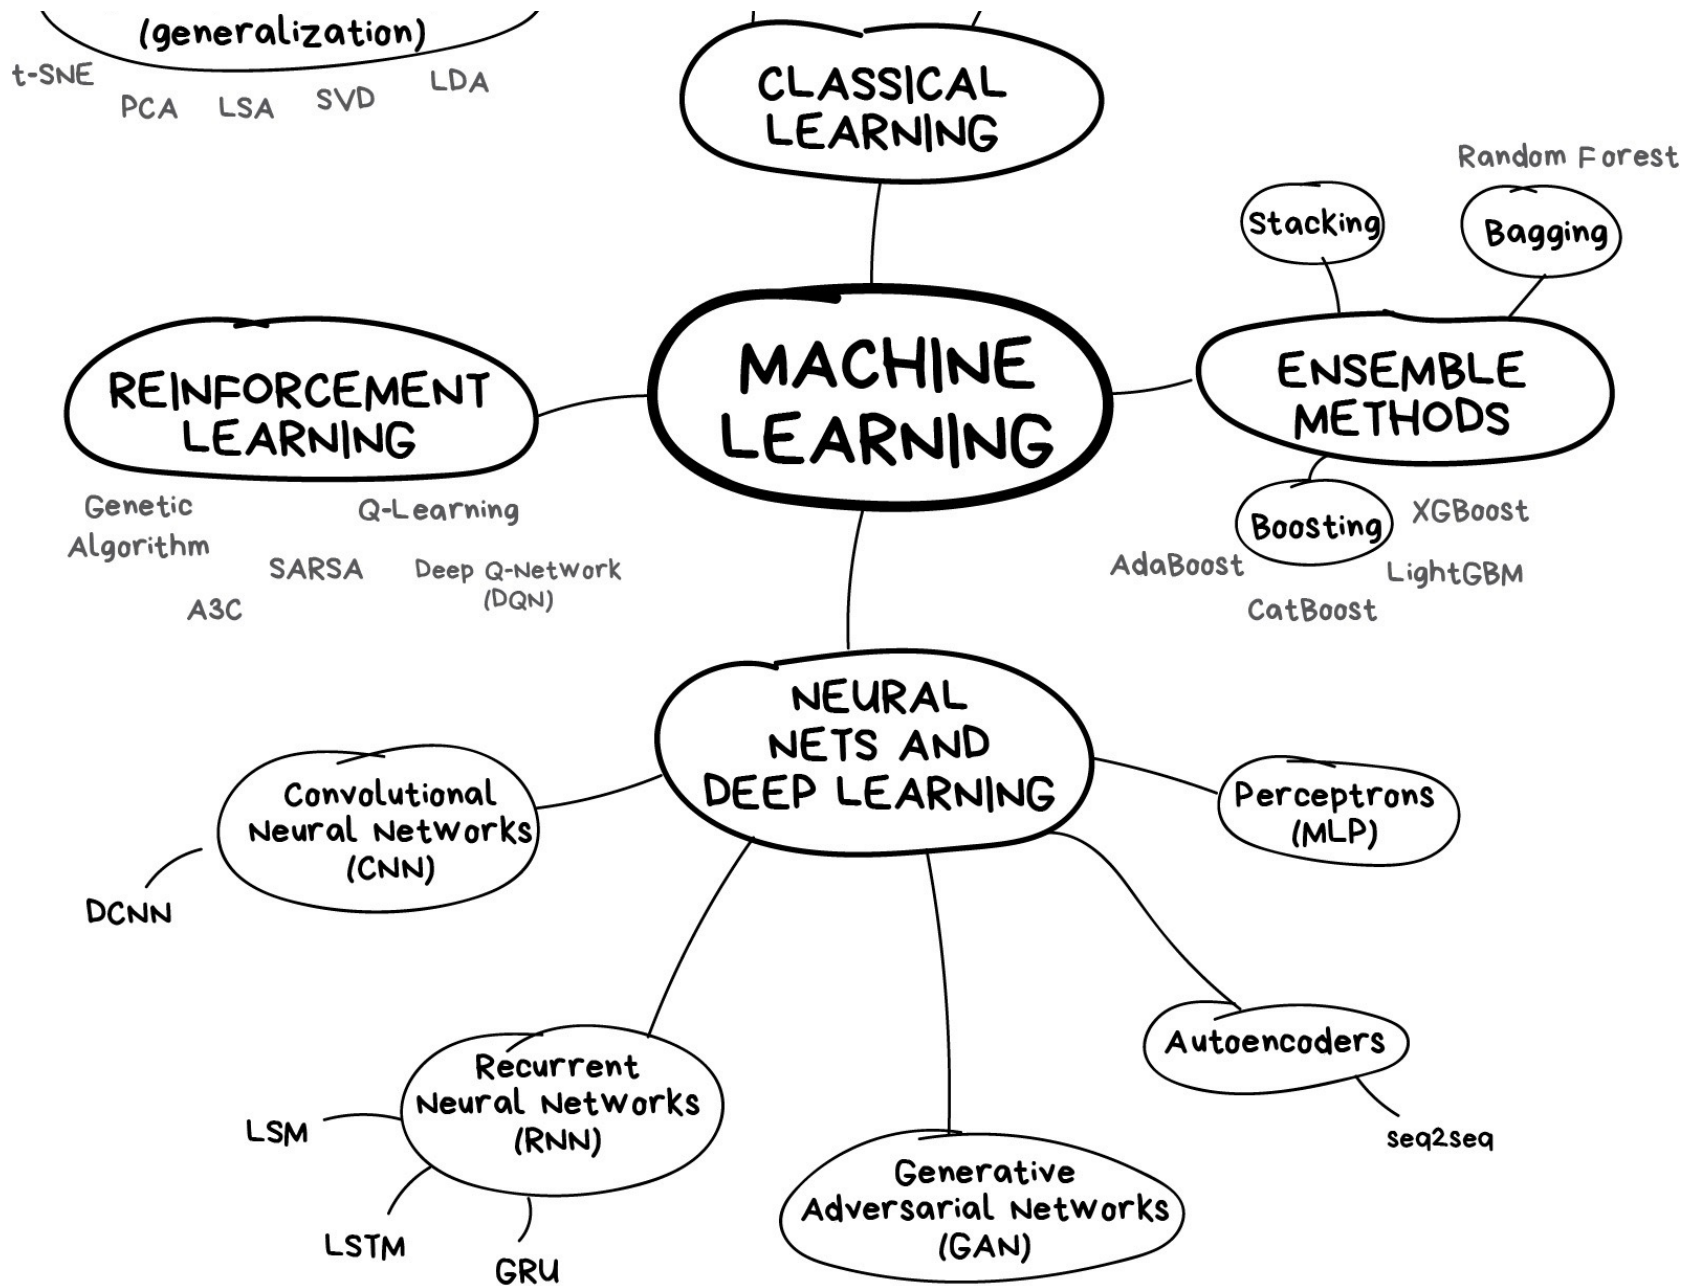 (generalization)
t-SNE
PCA
LSA
SVD
LDA
CLASSICAL
LEARNING
Random Forest
Stacking
Bagging
MACHINE
LEARNING
REINFORCEMENT
LEARNING
ENSEMBLE
METHODS
Genetic
Algorithm
Q-Learning
SARSA
Deep Q-Network
(DQN)
A3C
Boosting
XGBoost
AdaBoost
LightGBM
CatBoost
NEURAL
NETS AND
DEEP LEARNING
Convolutional
Neural Networks
(CNN)
DCNN
Perceptrons
(MLP)
Recurrent
Neural Networks
(RNN)
LSM
LSTM
GRU
Generative
Adversarial Networks
(GAN)
Autoencoders
seq2seq